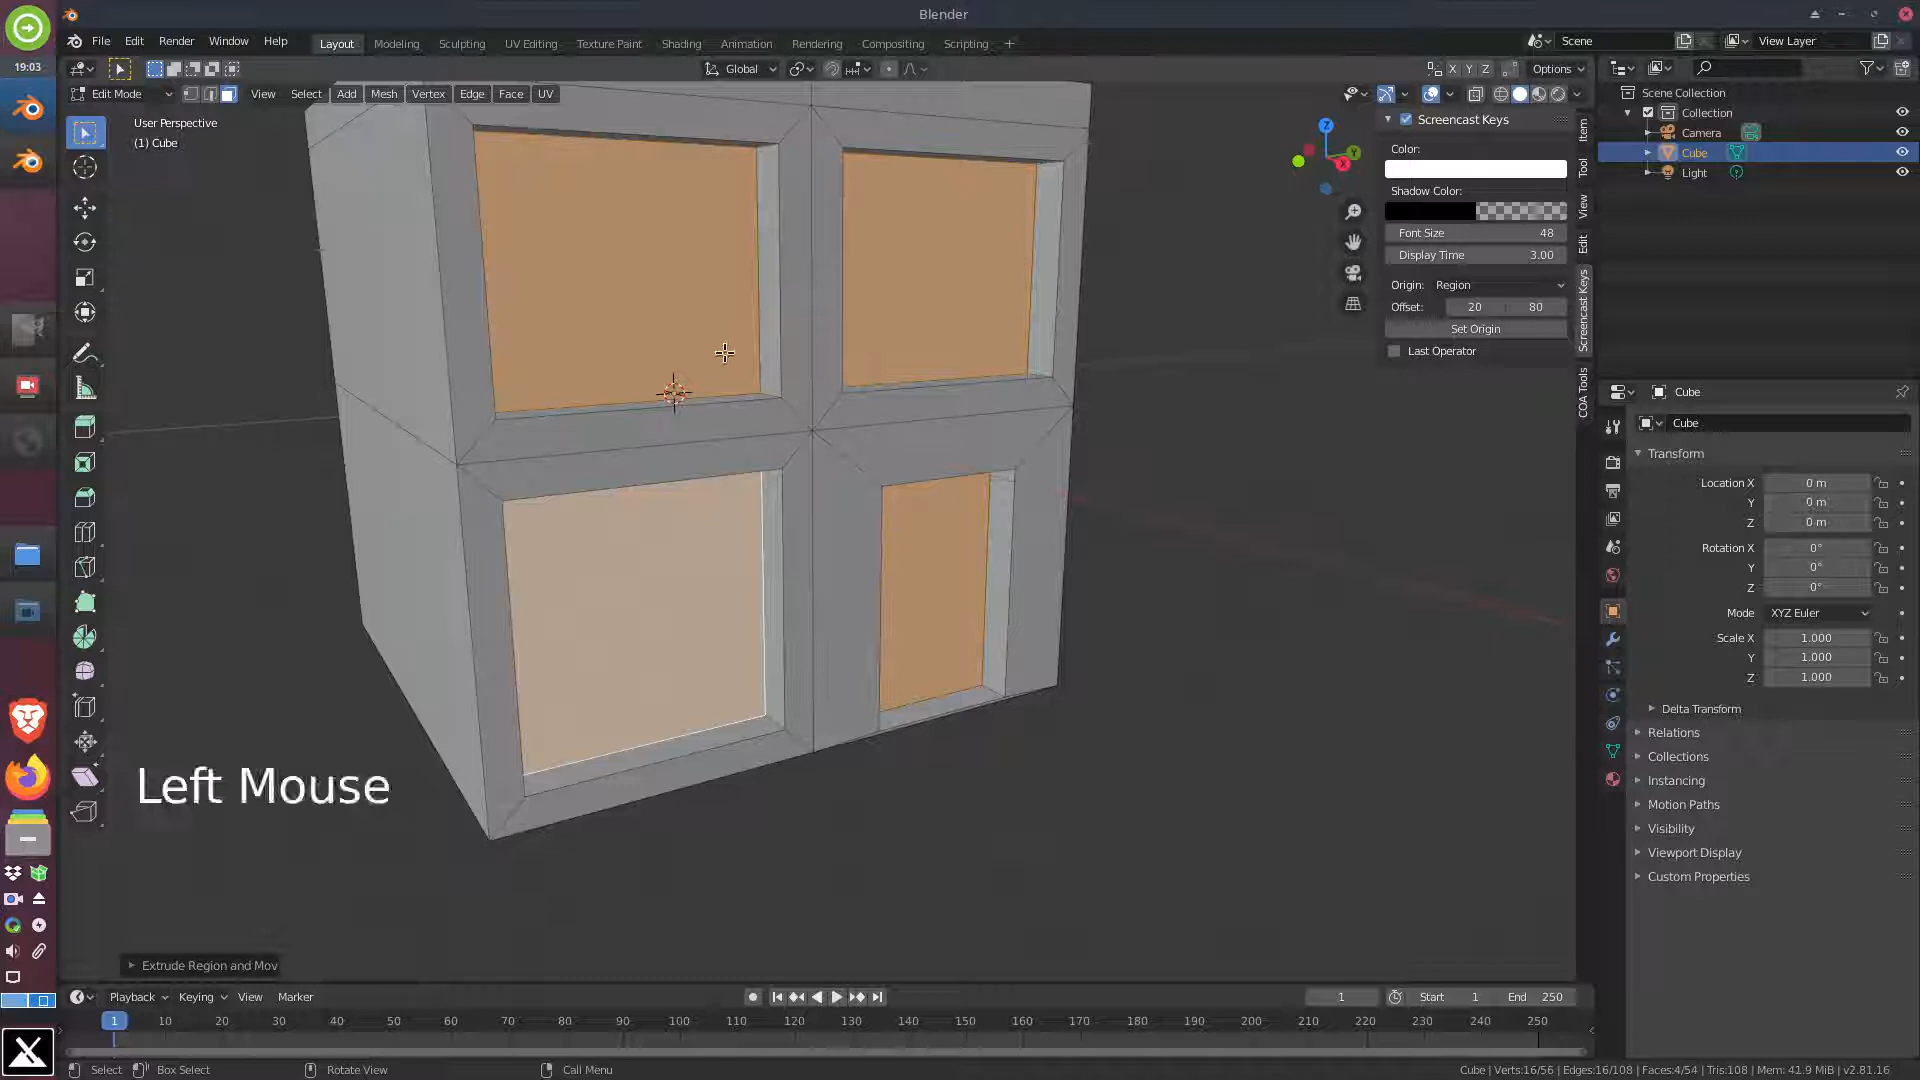 Blender
19:03
File Edit Render Window Help
Layout Modeling Sculpting UV Editing Texture Paint Shading Animation Rendering Compositing Scripting +
Scene
View Layer
Global
X Y Z
Options
Edit Mode
View Select Add Mesh Vertex Edge Face UV
User Perspective
(1) Cube
Z
Y
X
Screencast Keys
Color:
Shadow Color:
Font Size 48
Display Time 3.00
Origin: Region
Offset: 20 80
Set Origin
Last Operator
Item
Tool
View
Edit
Screencast Keys
COA Tools
Scene Collection
Collection
Camera
Cube
Light
Cube
Cube
Transform
Location X 0 m
Y 0 m
Z 0 m
Rotation X 0°
Y 0°
Z 0°
Mode XYZ Euler
Scale X 1.000
Y 1.000
Z 1.000
Delta Transform
Relations
Collections
Instancing
Motion Paths
Visibility
Viewport Display
Custom Properties
Left Mouse
Extrude Region and Mov
Playback Keying View Marker
1 Start 1 End 250
1 10 20 30 40 50 60 70 80 90 100 110 120 130 140 150 160 170 180 190 200 210 220 230 240 250
Select Box Select Rotate View Call Menu
Cube | Verts:16/56 | Edges:16/108 | Faces:4/54 | Tris:108 | Mem: 41.9 MiB | v2.81.16